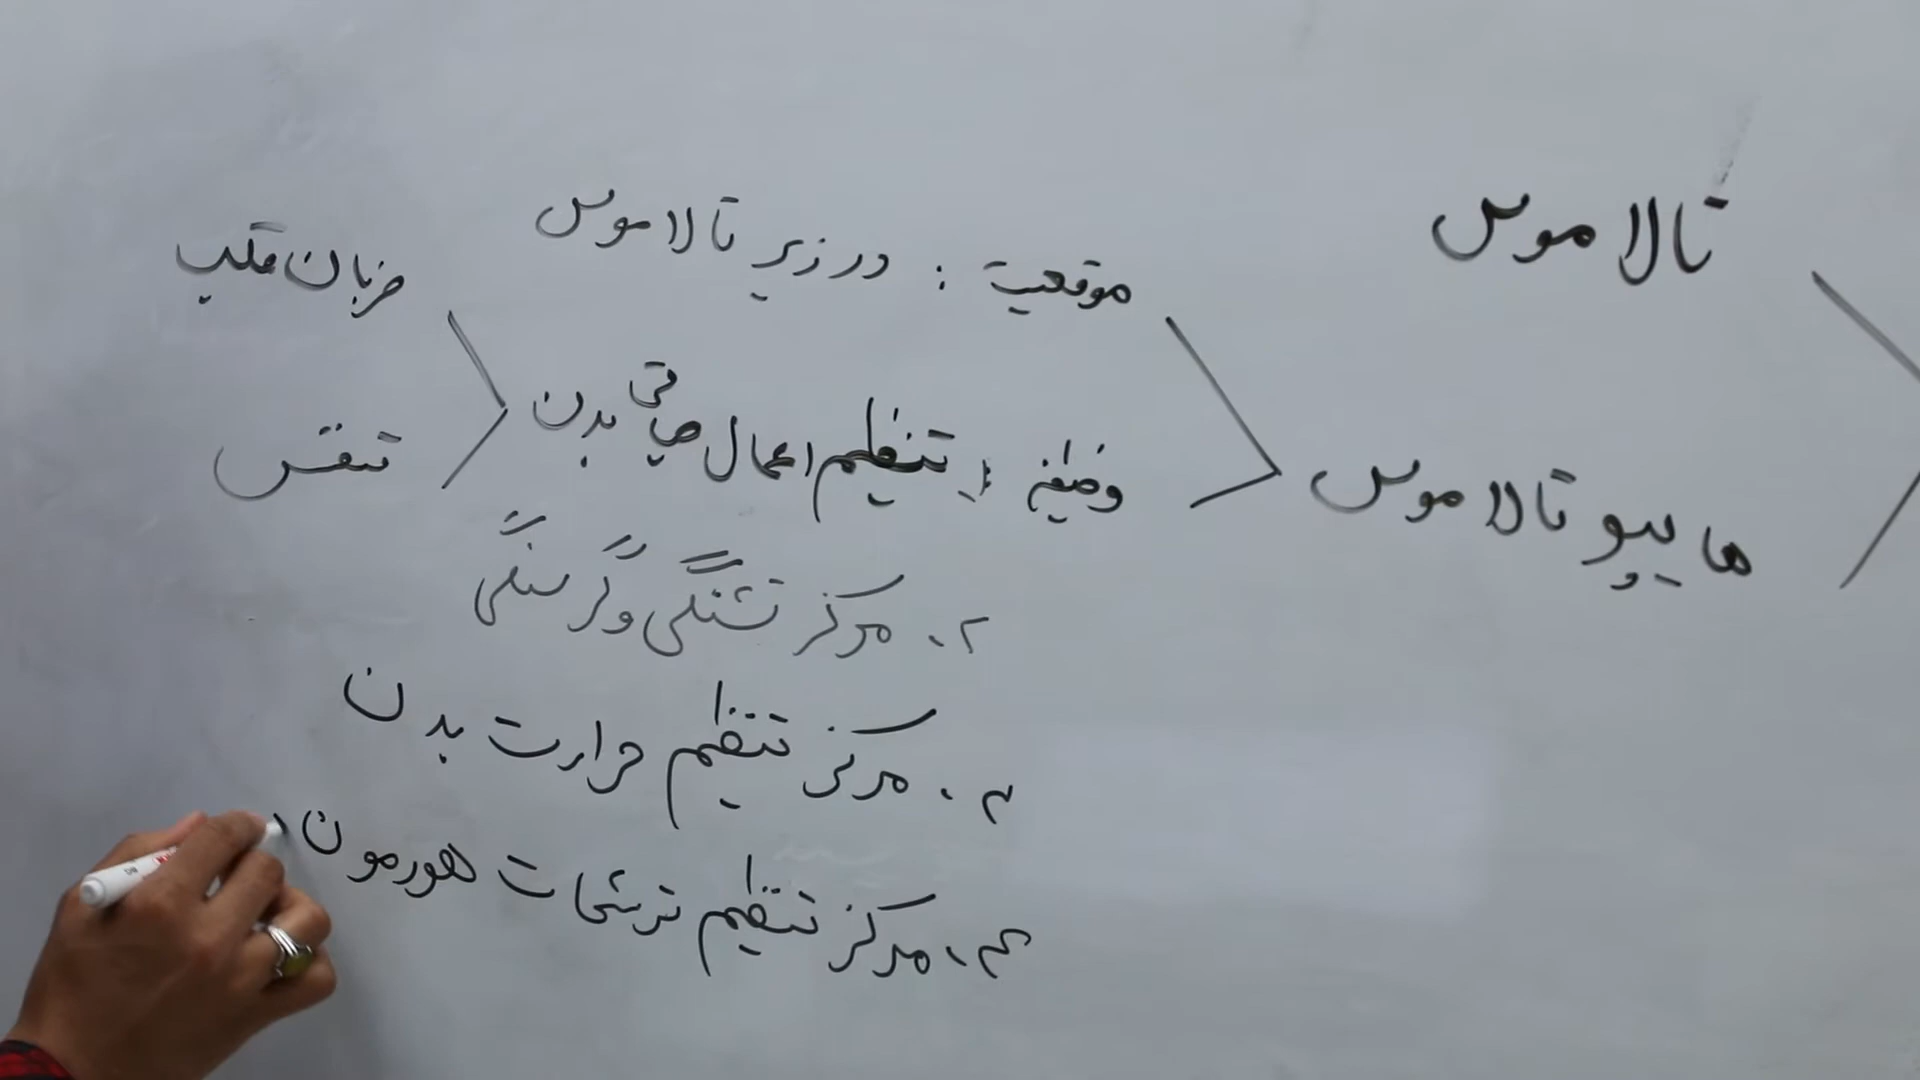 تالاموس
هایپوتالاموس
موقعیت : در زیر تالاموس
وظیفه : ۱. تنظیم اعمال حیاتی بدن
ضربان قلب
تنفس
۲. مرکز تشنگی و گرسنگی
۳. مرکز تنظیم حرارت بدن
۴. مرکز تنظیم ترشحات هورمون